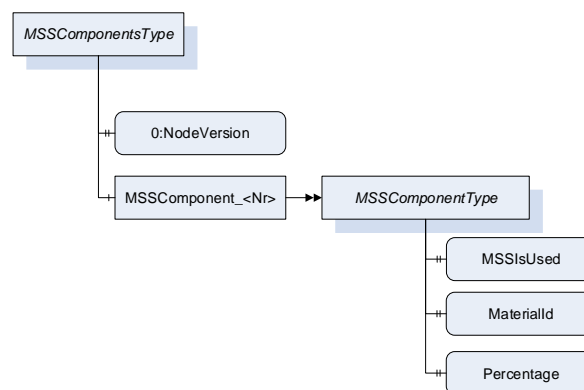 MSSComponentsType
0:NodeVersion
MSSComponent_<Nr>
MSSComponentType
MSSIsUsed
MaterialId
Percentage